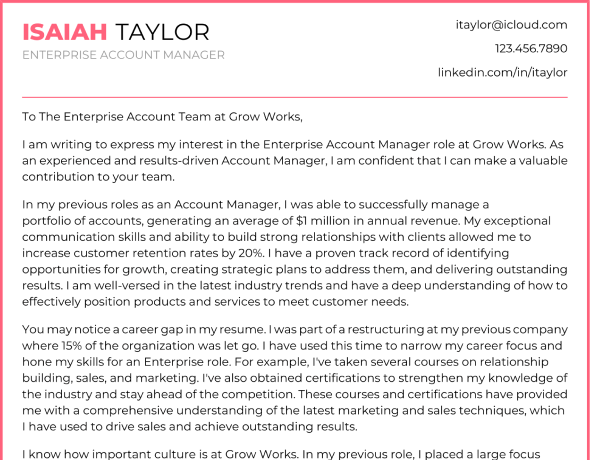 ISAIAH TAYLOR
ENTERPRISE ACCOUNT MANAGER
itaylor@icloud.com
123.456.7890
linkedin.com/in/itaylor
To The Enterprise Account Team at Grow Works,
I am writing to express my interest in the Enterprise Account Manager role at Grow Works. As
an experienced and results-driven Account Manager, I am confident that I can make a valuable
contribution to your team.
In my previous roles as an Account Manager, I was able to successfully manage a
portfolio of accounts, generating an average of $1 million in annual revenue. My exceptional
communication skills and ability to build strong relationships with clients allowed me to
increase customer retention rates by 20%. I have a proven track record of identifying
opportunities for growth, creating strategic plans to address them, and delivering outstanding
results. I am well-versed in the latest industry trends and have a deep understanding of how to
effectively position products and services to meet customer needs.
You may notice a career gap in my resume. I was part of a restructuring at my previous company
where 15% of the organization was let go. I have used this time to narrow my career focus and
hone my skills for an Enterprise role. For example, I've taken several courses on relationship
building, sales, and marketing. I've also obtained certifications to strengthen my knowledge of
the industry and stay ahead of the competition. These courses and certifications have provided
me with a comprehensive understanding of the latest marketing and sales techniques, which
I have used to drive sales and achieve outstanding results.
I know how important culture is at Grow Works. In my previous role, I placed a large focus